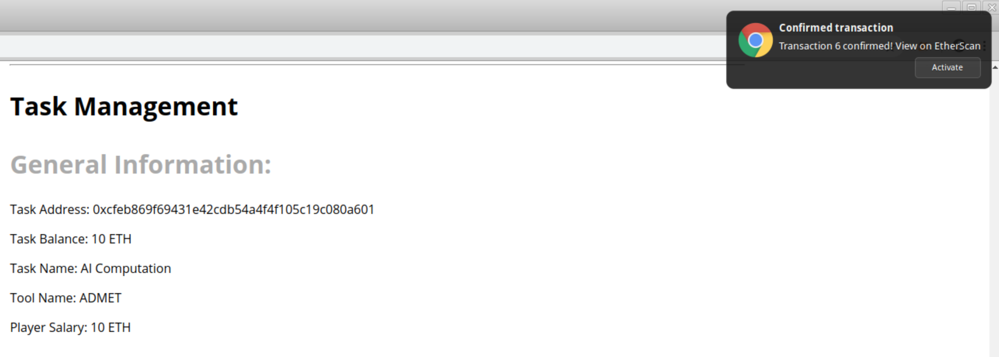 Confirmed transaction
Transaction 6 confirmed! View on EtherScan
Activate
Task Management
General Information:
Task Address: 0xcfeb869f69431e42cdb54a4f4f105c19c080a601
Task Balance: 10 ETH
Task Name: AI Computation
Tool Name: ADMET
Player Salary: 10 ETH